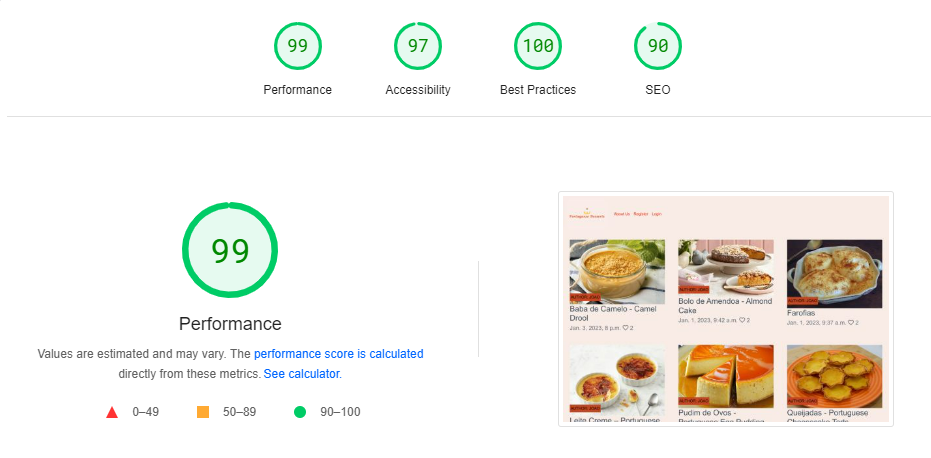 99
97
100
90
Performance
Accessibility
Best Practices
SEO
99
Performance
Values are estimated and may vary. The performance score is calculated
directly from these metrics. See calculator.
0–49
50–89
90–100
Portuguese Desserts
About Us Register Login
AUTHOR: JOAO
Baba de Camelo - Camel
Drool
Jan. 3, 2023, 8 p.m. 2
AUTHOR: JOAO
Bolo de Amendoa - Almond
Cake
Jan. 1, 2023, 9:42 a.m. 3
AUTHOR: JOAO
Farofias
Jan. 1, 2023, 9:37 a.m. 2
AUTHOR: JOAO
Leite Creme – Portuguese
AUTHOR: JOAO
Pudim de Ovos -
Portuguese Egg Pudding
AUTHOR: JOAO
Queijadas - Portuguese
Cheesecake Tarts